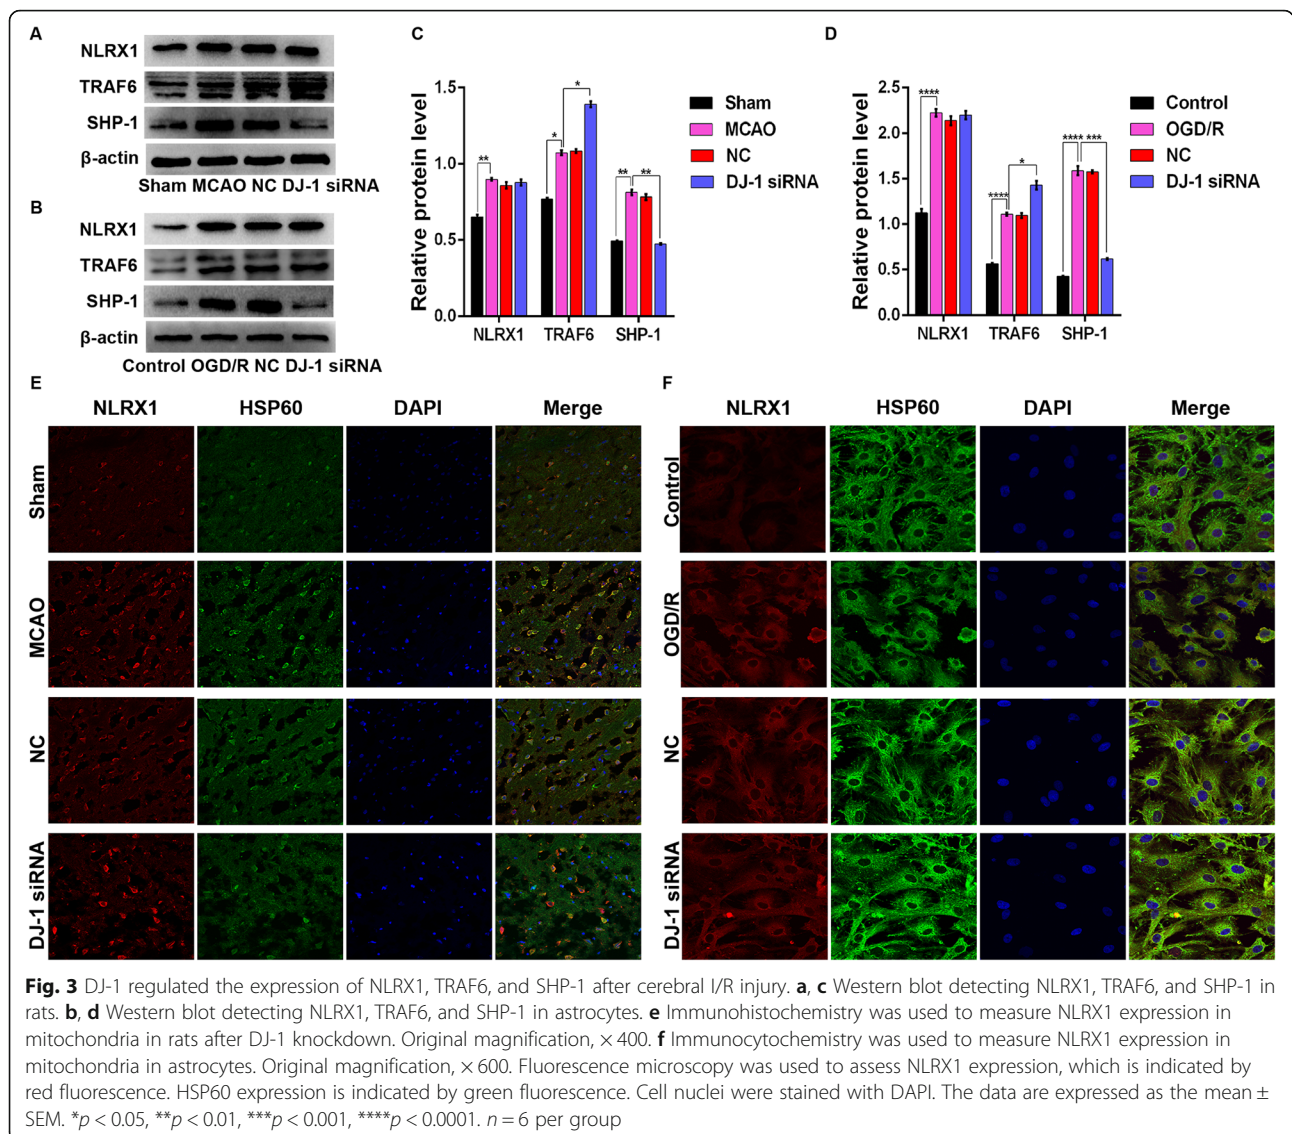 A
NLRX1
TRAF6
SHP-1
β-actin
Sham MCAO NC DJ-1 siRNA
B
NLRX1
TRAF6
SHP-1
β-actin
Control OGD/R NC DJ-1 siRNA
C
Relative protein level
1.5
1.0
0.5
0.0
** * * ** **
NLRX1 TRAF6 SHP-1
Sham
MCAO
NC
DJ-1 siRNA
D
Relative protein level
2.5
2.0
1.5
1.0
0.5
0.0
**** **** * **** ***
NLRX1 TRAF6 SHP-1
Control
OGD/R
NC
DJ-1 siRNA
E
NLRX1 HSP60 DAPI Merge
Sham
MCAO
NC
DJ-1 siRNA
F
NLRX1 HSP60 DAPI Merge
Control
OGD/R
NC
DJ-1 siRNA
Fig. 3 DJ-1 regulated the expression of NLRX1, TRAF6, and SHP-1 after cerebral I/R injury. a, c Western blot detecting NLRX1, TRAF6, and SHP-1 in
rats. b, d Western blot detecting NLRX1, TRAF6, and SHP-1 in astrocytes. e Immunohistochemistry was used to measure NLRX1 expression in
mitochondria in rats after DJ-1 knockdown. Original magnification, × 400. f Immunocytochemistry was used to measure NLRX1 expression in
mitochondria in astrocytes. Original magnification, × 600. Fluorescence microscopy was used to assess NLRX1 expression, which is indicated by
red fluorescence. HSP60 expression is indicated by green fluorescence. Cell nuclei were stained with DAPI. The data are expressed as the mean ±
SEM. *p < 0.05, **p < 0.01, ***p < 0.001, ****p < 0.0001. n = 6 per group